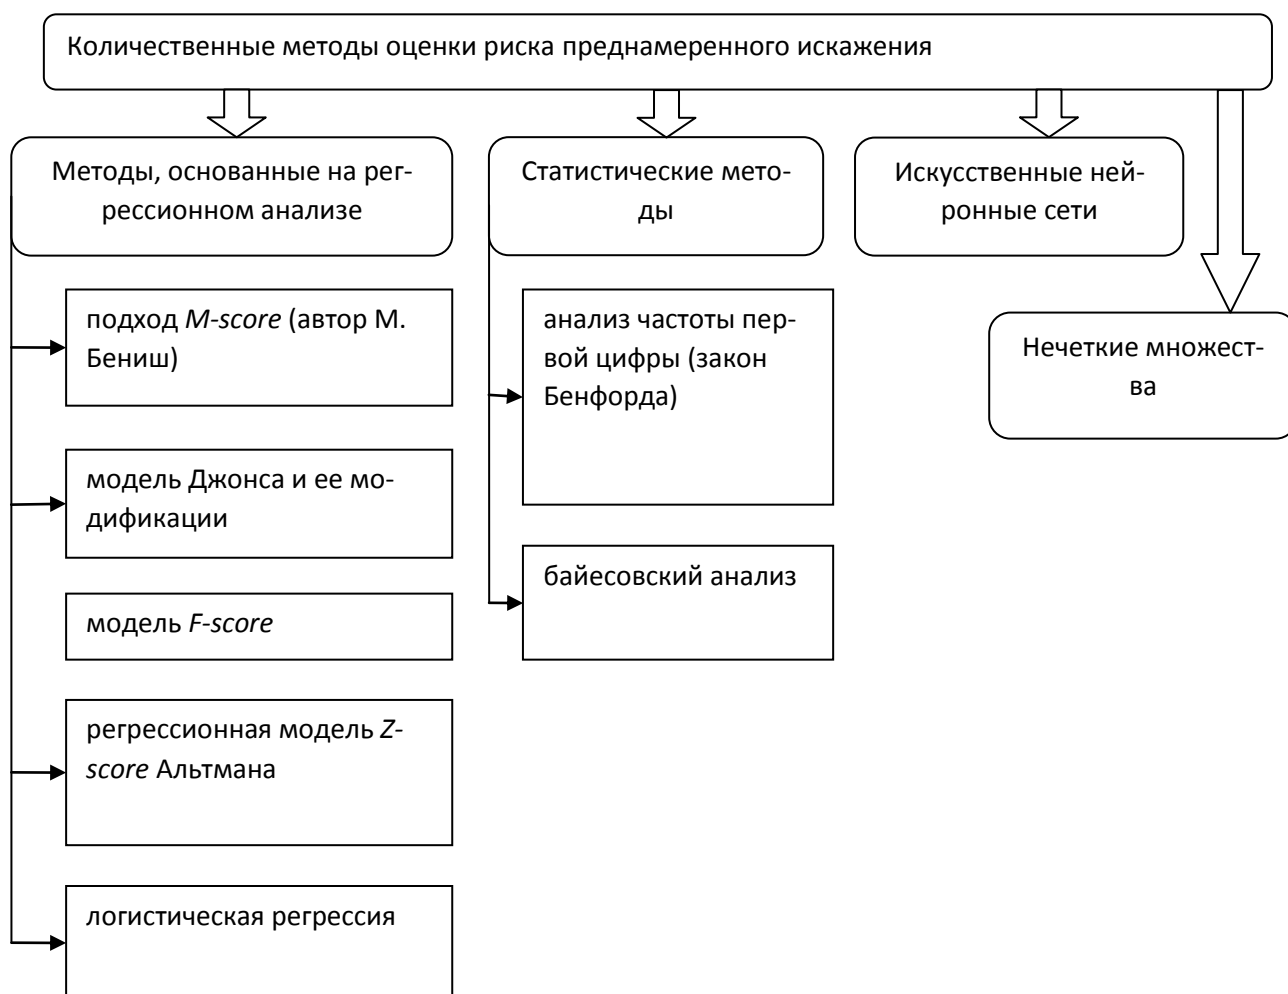 Количественные методы оценки риска преднамеренного искажения
Методы, основанные на рег-
рессионном анализе
Статистические мето-
ды
Искусственные ней-
ронные сети
Нечеткие множест-
ва
подход M-score (автор М.
Бениш)
модель Джонса и ее мо-
дификации
модель F-score
регрессионная модель Z-
score Альтмана
логистическая регрессия
анализ частоты пер-
вой цифры (закон
Бенфорда)
байесовский анализ